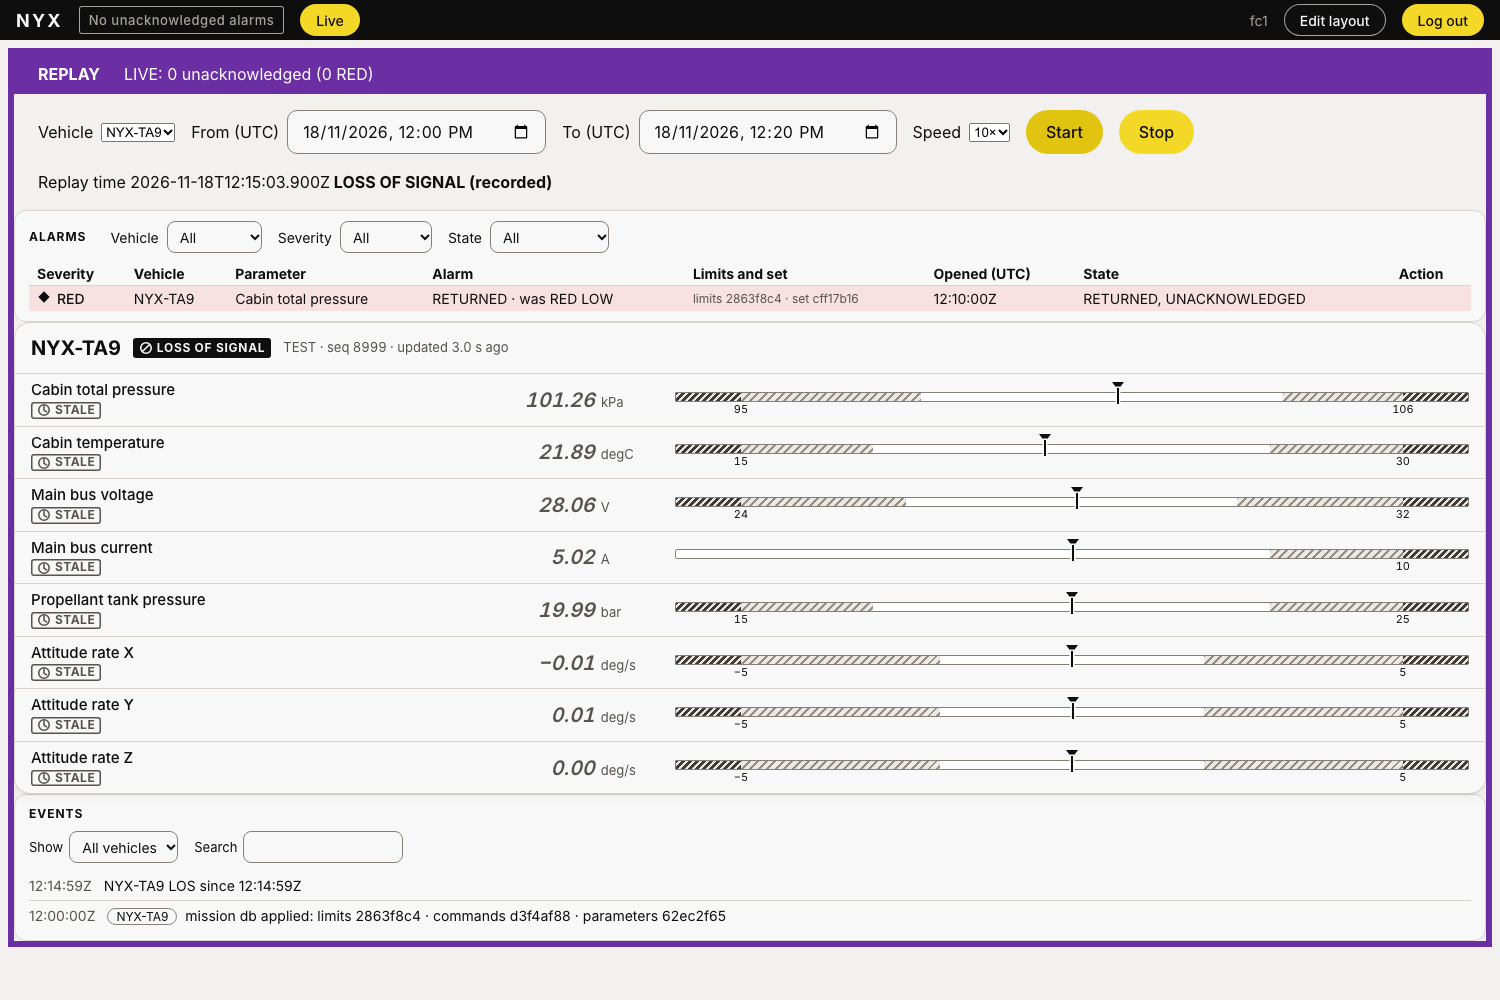 NYX No unacknowledged alarms Live fc1 Edit layout Log out
REPLAY LIVE: 0 unacknowledged (0 RED)
Vehicle NYX-TA9 From (UTC) 18/11/2026, 12:00 PM To (UTC) 18/11/2026, 12:20 PM Speed 10× Start Stop
Replay time 2026-11-18T12:15:03.900Z LOSS OF SIGNAL (recorded)
ALARMS Vehicle All Severity All State All
Severity Vehicle Parameter Alarm Limits and set Opened (UTC) State Action
RED NYX-TA9 Cabin total pressure RETURNED · was RED LOW limits 2863f8c4 · set cff17b16 12:10:00Z RETURNED, UNACKNOWLEDGED
NYX-TA9 LOSS OF SIGNAL TEST · seq 8999 · updated 3.0 s ago
Cabin total pressure
STALE 101.26 kPa
95 106
Cabin temperature
STALE 21.89 degC
15 30
Main bus voltage
STALE 28.06 V
24 32
Main bus current
STALE 5.02 A
10
Propellant tank pressure
STALE 19.99 bar
15 25
Attitude rate X
STALE −0.01 deg/s
−5 5
Attitude rate Y
STALE 0.01 deg/s
−5 5
Attitude rate Z
STALE 0.00 deg/s
−5 5
EVENTS
Show All vehicles Search
12:14:59Z NYX-TA9 LOS since 12:14:59Z
12:00:00Z NYX-TA9 mission db applied: limits 2863f8c4 · commands d3f4af88 · parameters 62ec2f65